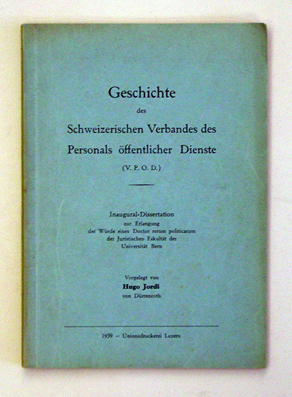 Geschichte
des
Schweizerischen Verbandes des
Personals öffentlicher Dienste
(V. P. O. D.)
Inaugural-Dissertation
zur Erlangung
der Würde eines Doctor rerum politicarum
der Juristischen Fakultät der
Universität Bern
Vorgelegt von
Hugo Jordi
von Dürrenroth
1939 – Unionsdruckerei Luzern